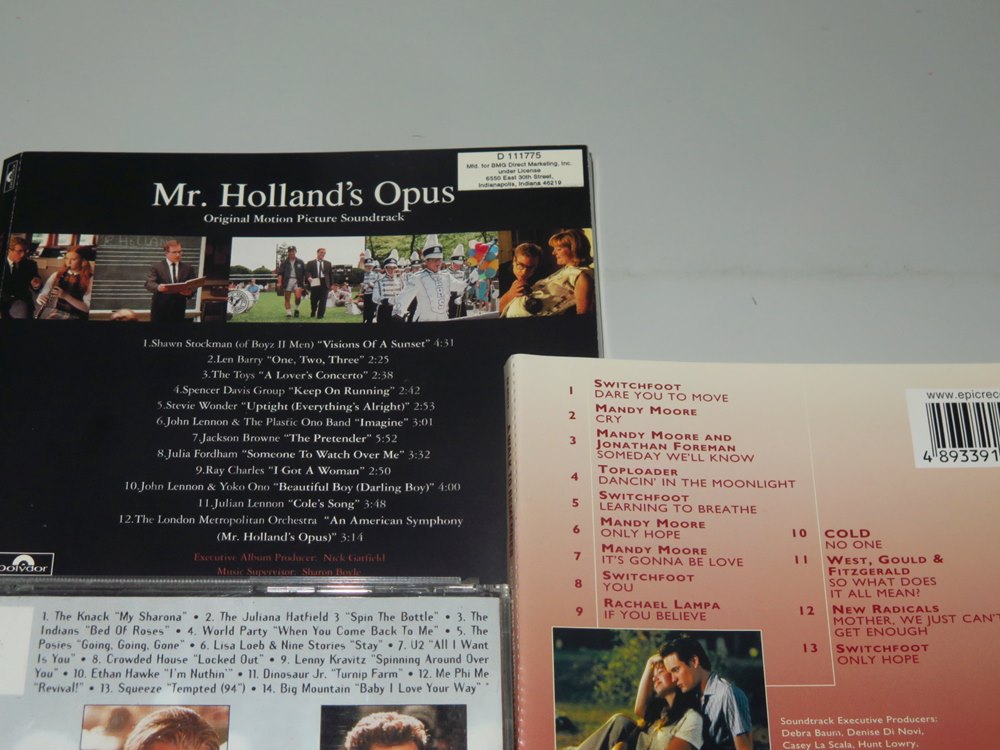 D 111775
Mfd. for BMG Direct Marketing, Inc.
under License
6550 East 30th Street,
Indianapolis, Indiana 46219
Mr. Holland's Opus
Original Motion Picture Soundtrack
1.Shawn Stockman (of Boyz II Men) "Visions Of A Sunset" 4:31
2.Len Barry "One, Two, Three" 2:25
3.The Toys "A Lover's Concerto" 2:38
4.Spencer Davis Group "Keep On Running" 2:42
5.Stevie Wonder "Uptight (Everything's Alright)" 2:53
6.John Lennon & The Plastic Ono Band "Imagine" 3:01
7.Jackson Browne "The Pretender" 5:52
8.Julia Fordham "Someone To Watch Over Me" 3:32
9.Ray Charles "I Got A Woman" 2:50
10.John Lennon & Yoko Ono "Beautiful Boy (Darling Boy)" 4:00
11.Julian Lennon "Cole's Song" 3:48
12.The London Metropolitan Orchestra "An American Symphony
(Mr. Holland's Opus)" 3:14
Executive Album Producer: Nick Gatfield
Music Supervisor: Sharon Boyle
polydor
1. The Knack "My Sharona" • 2. The Juliana Hatfield 3 "Spin The Bottle" • 3. The
Indians "Bed Of Roses" • 4. World Party "When You Come Back To Me" • 5. The
Posies "Going, Going, Gone" • 6. Lisa Loeb & Nine Stories "Stay" • 7. U2 "All I Want
Is You" • 8. Crowded House "Locked Out" • 9. Lenny Kravitz "Spinning Around Over
You" • 10. Ethan Hawke "I'm Nuthin'" • 11. Dinosaur Jr. "Turnip Farm" • 12. Me Phi Me
"Revival!" • 13. Squeeze "Tempted (94")  • 14. Big Mountain "Baby I Love Your Way"
1 Switchfoot
DARE YOU TO MOVE
2 Mandy Moore
CRY
3 Mandy Moore and
Jonathan Foreman
SOMEDAY WE'LL KNOW
4 Toploader
DANCIN' IN THE MOONLIGHT
5 Switchfoot
LEARNING TO BREATHE
6 Mandy Moore
ONLY HOPE
7 Mandy Moore
IT'S GONNA BE LOVE
8 Switchfoot
YOU
9 Rachael Lampa
IF YOU BELIEVE
10 Cold
NO ONE
11 West, Gould &
Fitzgerald
SO WHAT DOES
IT ALL MEAN?
12 New Radicals
MOTHER, WE JUST CAN'T
GET ENOUGH
13 Switchfoot
ONLY HOPE
www.epicrec
4 893391
Soundtrack Executive Producers:
Debra Baum, Denise Di Novi,
Casey La Scala, Hunt Lowry,